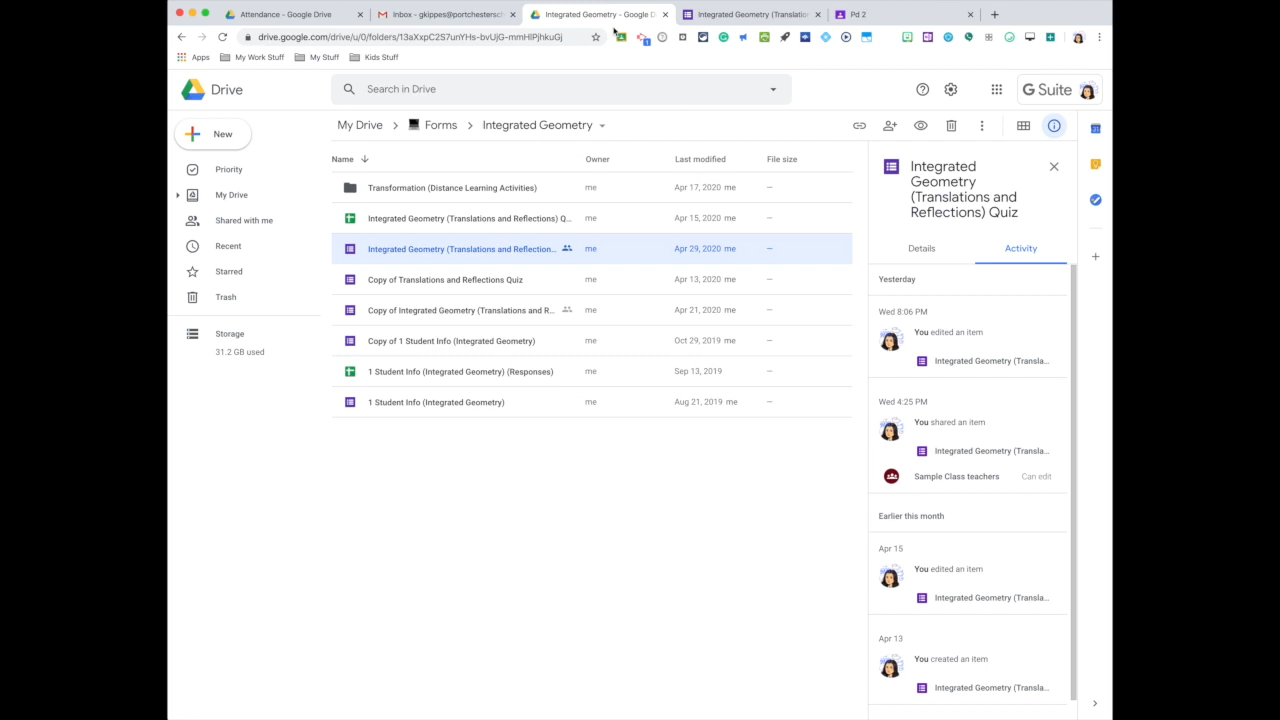 Attendance - Google Drive
Inbox - gkippes@portchestersc
Integrated Geometry - Google D
Integrated Geometry (Translation
Pd 2
drive.google.com/drive/u/0/folders/13aXxpC2S7unYHs-bvUjG-mmHlPjhkuGj
Apps
My Work Stuff
My Stuff
Kids Stuff
Drive
Search in Drive
G Suite
New
My Drive > Forms > Integrated Geometry
Priority
My Drive
Shared with me
Recent
Starred
Trash
Storage
31.2 GB used
Name Owner Last modified File size
Transformation (Distance Learning Activities) me Apr 17, 2020 me –
Integrated Geometry (Translations and Reflections) Q... me Apr 15, 2020 me –
Integrated Geometry (Translations and Reflection... me Apr 29, 2020 me –
Copy of Translations and Reflections Quiz me Apr 13, 2020 me –
Copy of Integrated Geometry (Translations and R... me Apr 21, 2020 me –
Copy of 1 Student Info (Integrated Geometry) me Oct 29, 2019 me –
1 Student Info (Integrated Geometry) (Responses) me Sep 13, 2019 –
1 Student Info (Integrated Geometry) me Aug 21, 2019 me –
Integrated
Geometry
(Translations and
Reflections) Quiz
Details Activity
Yesterday
Wed 8:06 PM
You edited an item
Integrated Geometry (Transla...
Wed 4:25 PM
You shared an item
Integrated Geometry (Transla...
Sample Class teachers Can edit
Earlier this month
Apr 15
You edited an item
Integrated Geometry (Transla...
Apr 13
You created an item
Integrated Geometry (Transla...